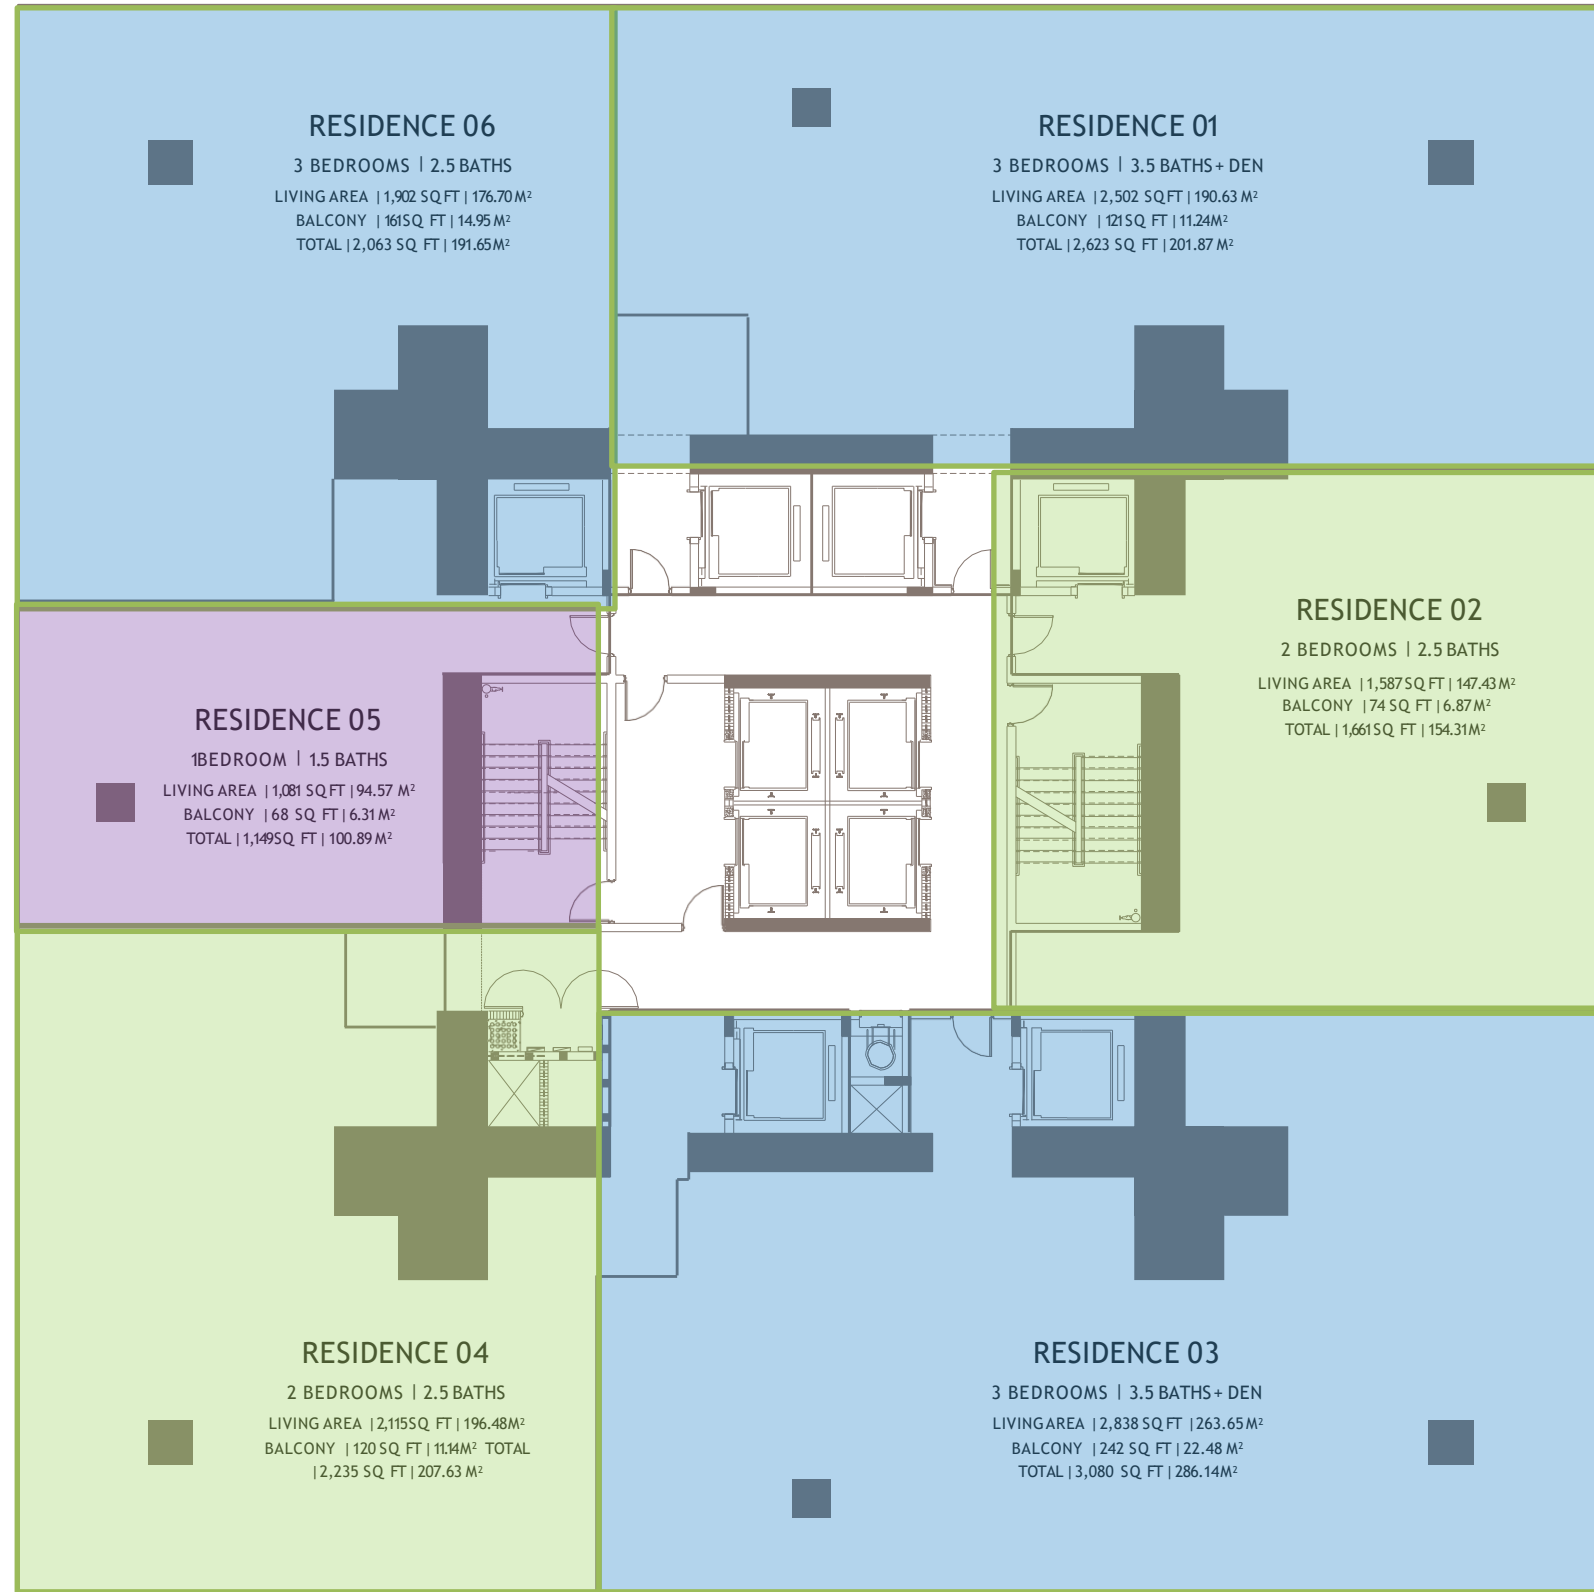 RESIDENCE 06
3 BEDROOMS | 2.5 BATHS
LIVING AREA | 1,902 SQ FT | 176.70 M²
BALCONY | 161 SQ FT | 14.95 M²
TOTAL | 2,063 SQ FT | 191.65 M²
RESIDENCE 01
3 BEDROOMS | 3.5 BATHS + DEN
LIVING AREA | 2,502 SQ FT | 190.63 M²
BALCONY | 121 SQ FT | 11.24 M²
TOTAL | 2,623 SQ FT | 201.87 M²
RESIDENCE 02
2 BEDROOMS | 2.5 BATHS
LIVING AREA | 1,587 SQ FT | 147.43 M²
BALCONY | 74 SQ FT | 6.87 M²
TOTAL | 1,661 SQ FT | 154.31 M²
RESIDENCE 05
1 BEDROOM | 1.5 BATHS
LIVING AREA | 1,081 SQ FT | 94.57 M²
BALCONY | 68 SQ FT | 6.31 M²
TOTAL | 1,149 SQ FT | 100.89 M²
RESIDENCE 04
2 BEDROOMS | 2.5 BATHS
LIVING AREA | 2,115 SQ FT | 196.48 M²
BALCONY | 120 SQ FT | 11.14 M² TOTAL
| 2,235 SQ FT | 207.63 M²
RESIDENCE 03
3 BEDROOMS | 3.5 BATHS + DEN
LIVING AREA | 2,838 SQ FT | 263.65 M²
BALCONY | 242 SQ FT | 22.48 M²
TOTAL | 3,080 SQ FT | 286.14 M²